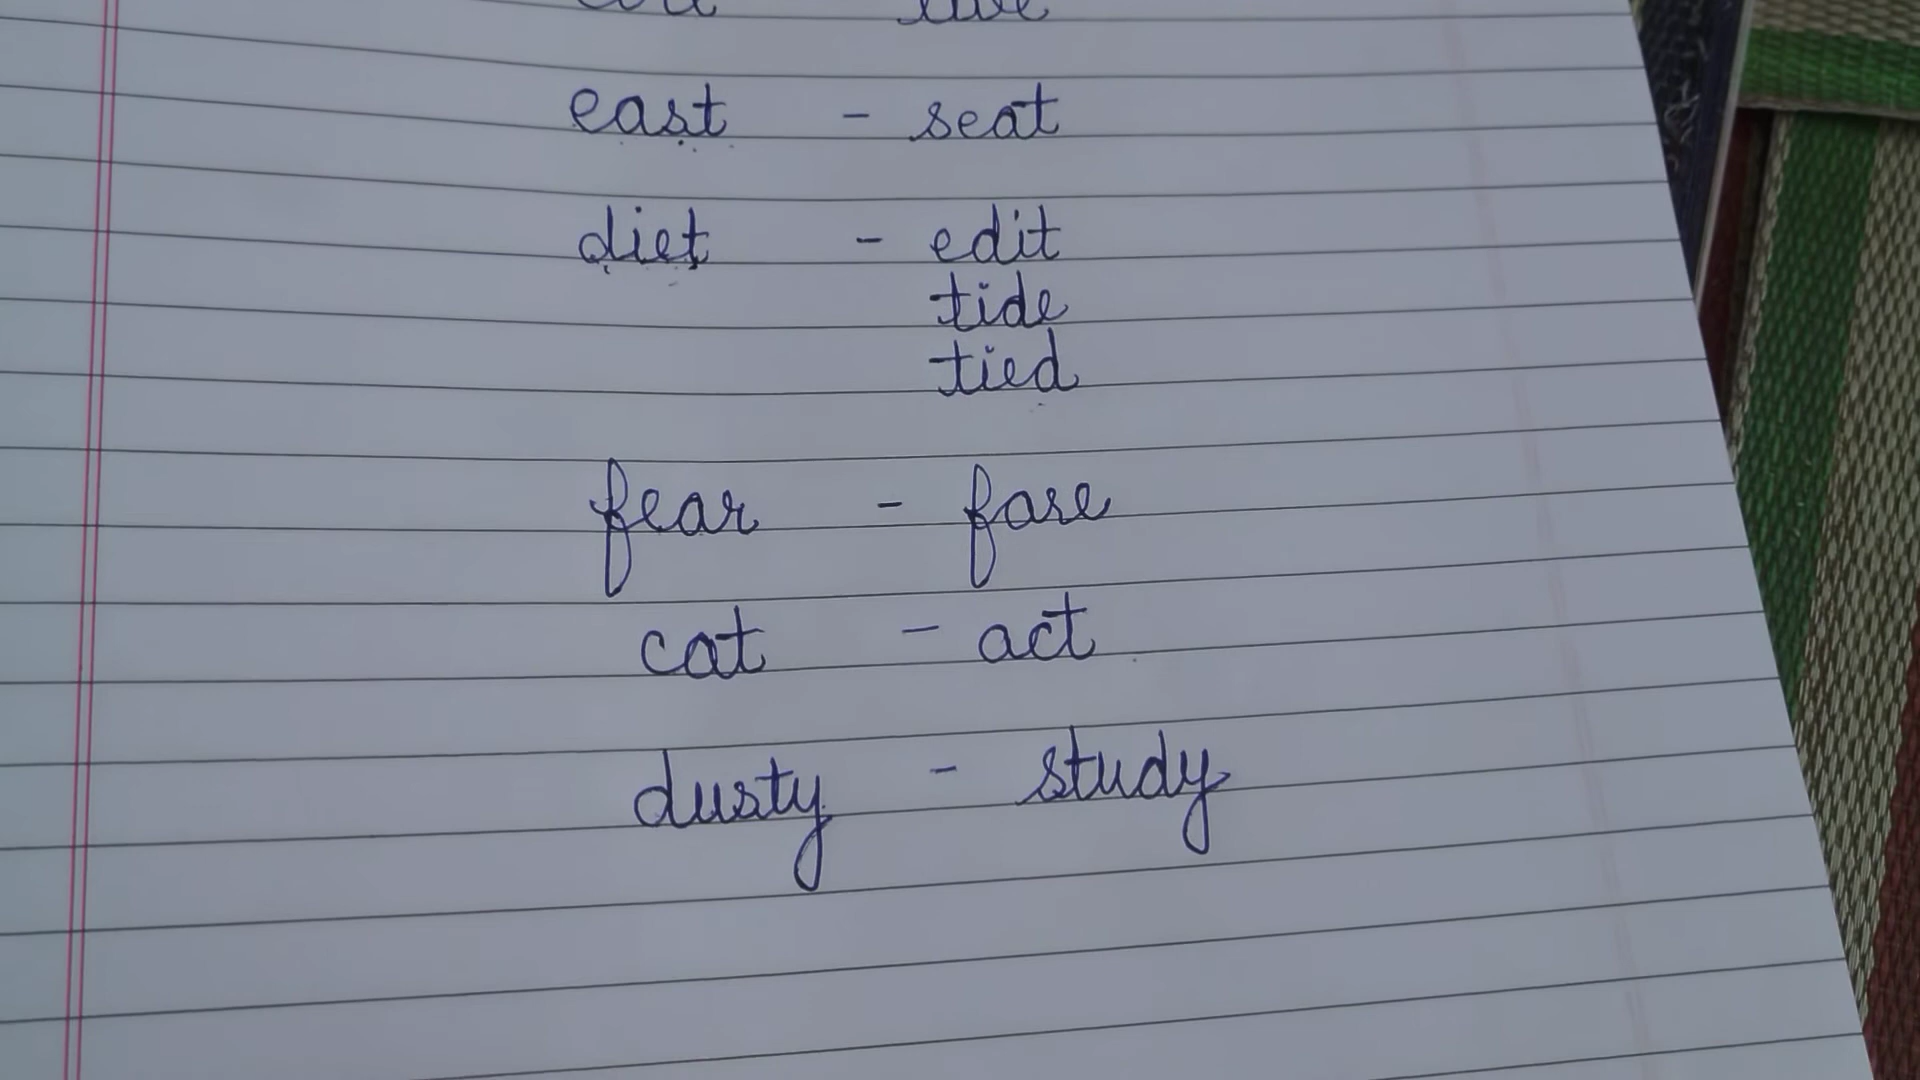 east - seat
diet - edit
tide
tied
fear - fare
cat - act
dusty - study